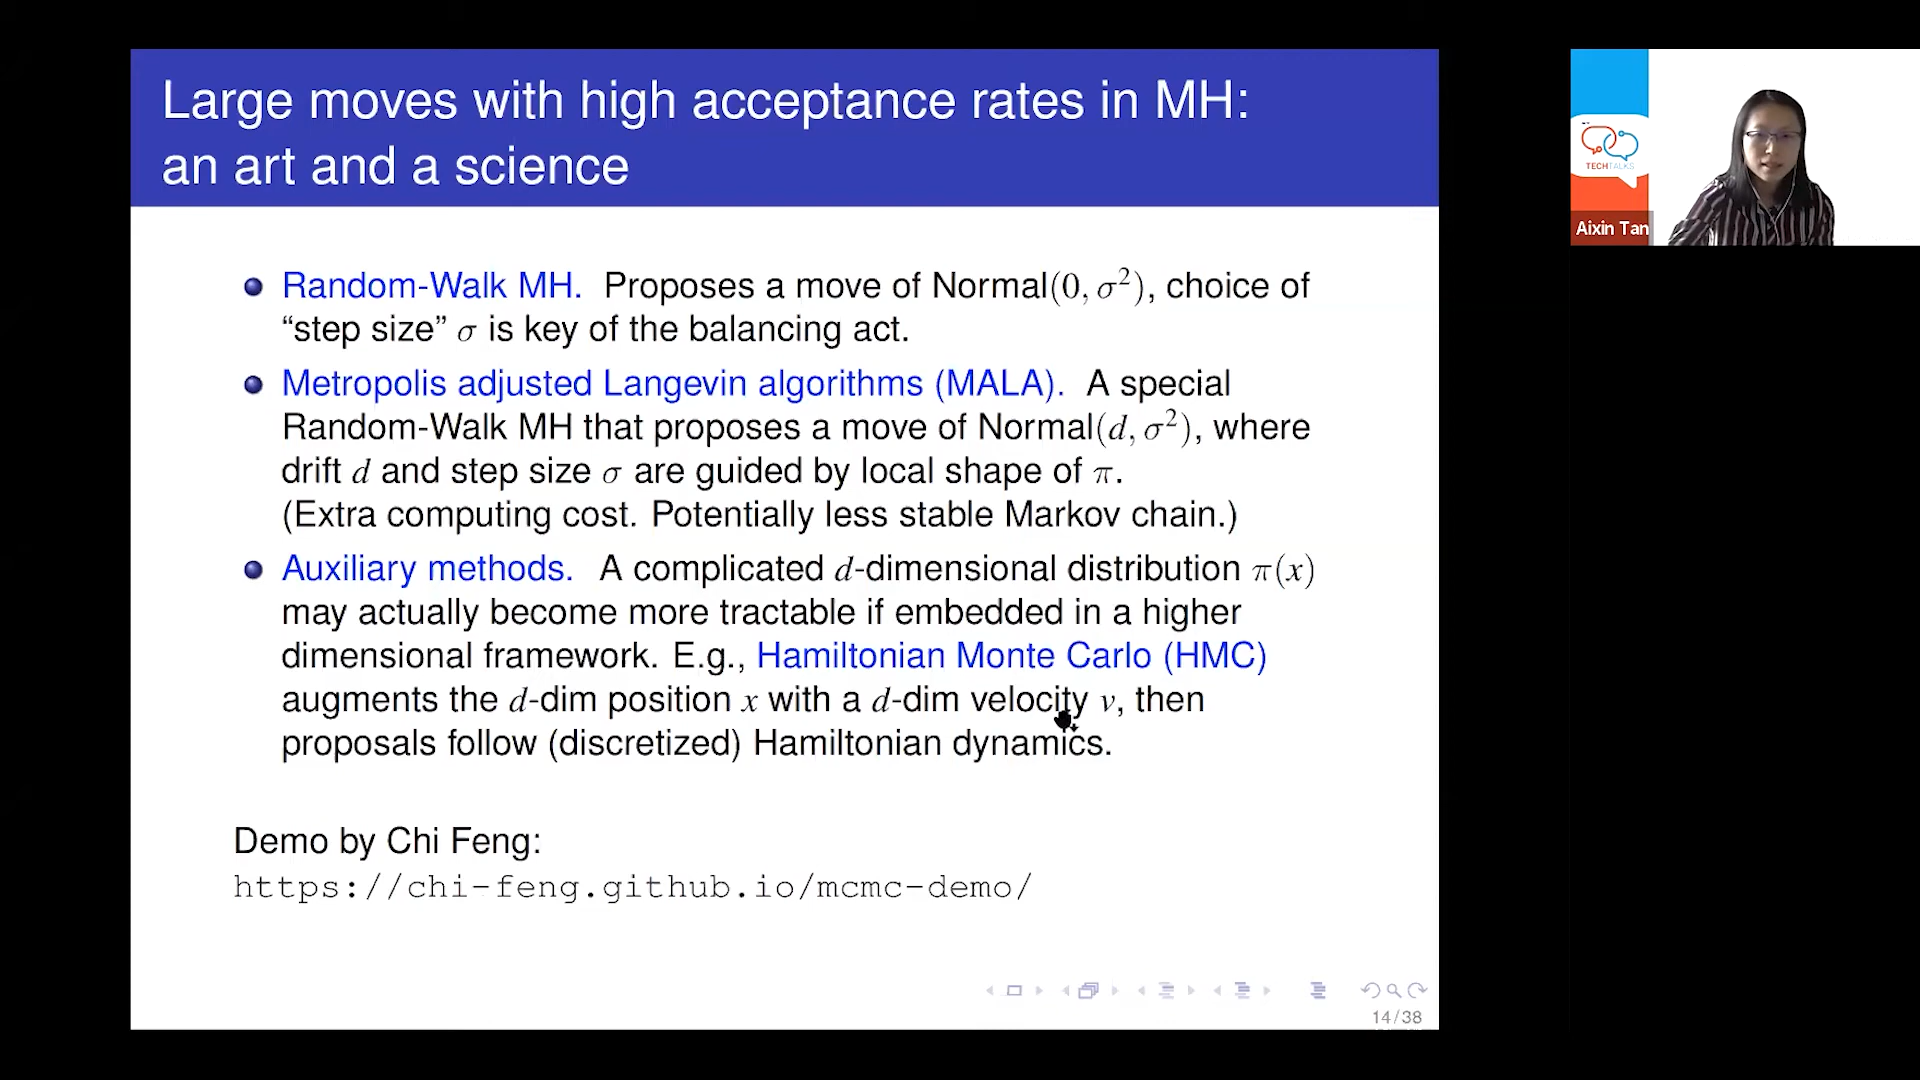 Large moves with high acceptance rates in MH:
an art and a science
Random-Walk MH. Proposes a move of Normal(0, σ²), choice of
“step size” σ is key of the balancing act.
Metropolis adjusted Langevin algorithms (MALA). A special
Random-Walk MH that proposes a move of Normal(d, σ²), where
drift d and step size σ are guided by local shape of π.
(Extra computing cost. Potentially less stable Markov chain.)
Auxiliary methods. A complicated d-dimensional distribution π(x)
may actually become more tractable if embedded in a higher
dimensional framework. E.g., Hamiltonian Monte Carlo (HMC)
augments the d-dim position x with a d-dim velocity v, then
proposals follow (discretized) Hamiltonian dynamics.
Demo by Chi Feng:
https://chi-feng.github.io/mcmc-demo/
14/38
TECHTALKS
Aixin Tan